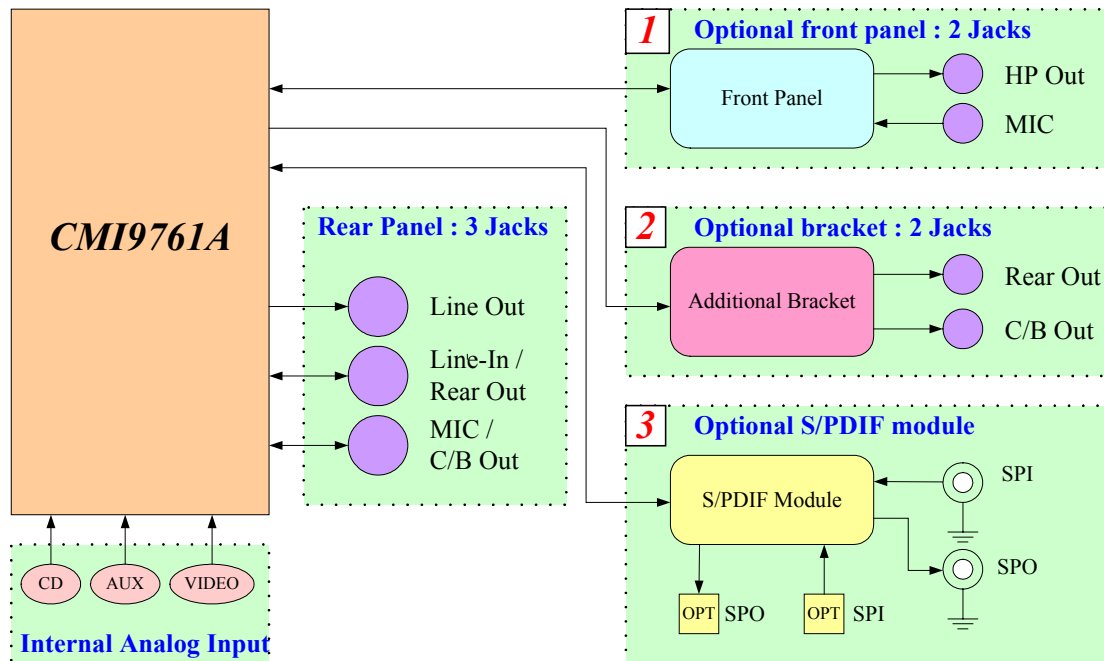 CMI9761A
1
Optional front panel : 2 Jacks
Front Panel
HP Out
MIC
2
Optional bracket : 2 Jacks
Additional Bracket
Rear Out
C/B Out
Rear Panel : 3 Jacks
Line Out
Line-In /
Rear Out
MIC /
C/B Out
3
Optional S/PDIF module
S/PDIF Module
SPI
SPO
OPT
SPO
OPT
SPI
CD
AUX
VIDEO
Internal Analog Input